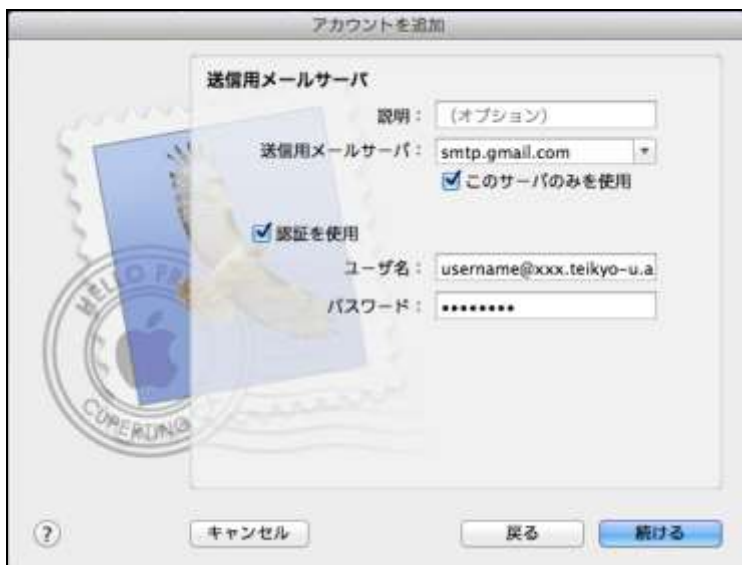 アカウントを追加
送信用メールサーバ
説明： （オプション）
送信用メールサーバ： smtp.gmail.com
このサーバのみを使用
認証を使用
ユーザ名： username@xxx.teikyo-u.a
パスワード： ••••••••
HELLO FR
CUPERTINO
? キャンセル 戻る 続ける